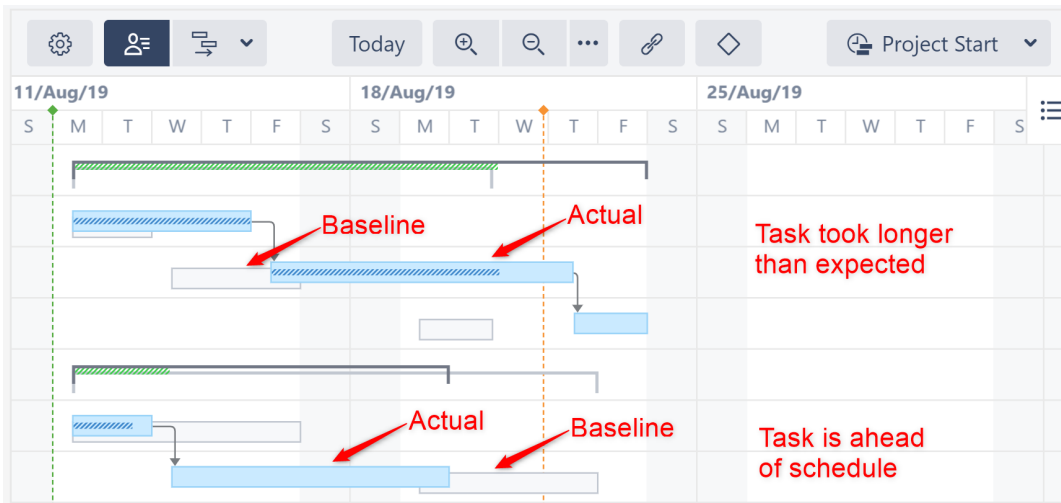 Today
Project Start
11/Aug/19 18/Aug/19 25/Aug/19
S M T W T F S S M T W T F S S M T W T F S
Baseline
Actual
Task took longer
than expected
Actual
Baseline
Task is ahead
of schedule